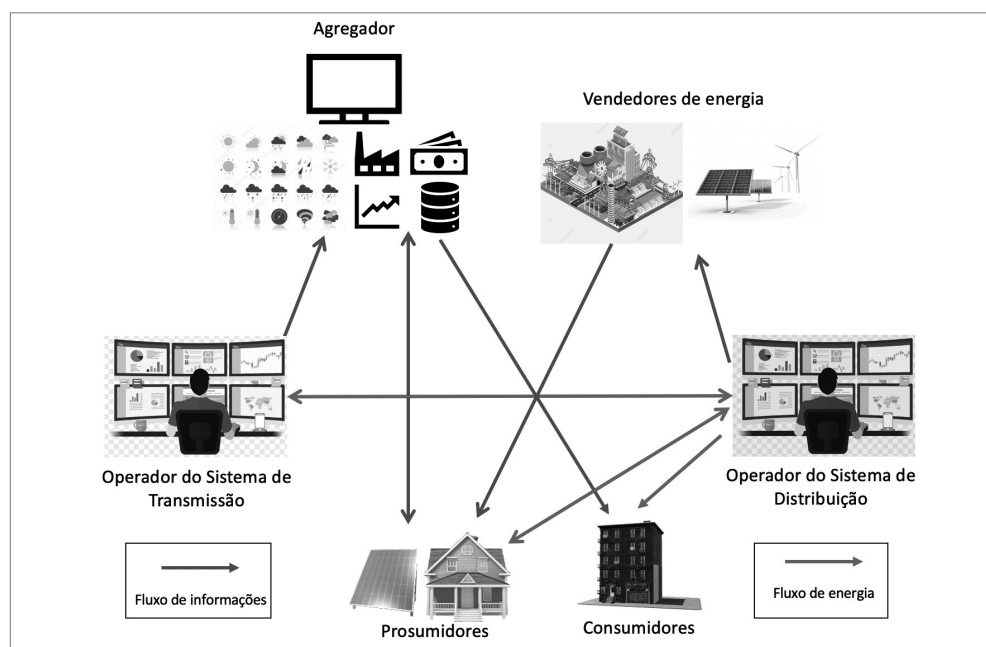 Agregador
Vendedores de energia
Operador do Sistema de
Transmissão
Operador do Sistema de
Distribuição
Fluxo de informações
Prosumidores
Consumidores
Fluxo de energia